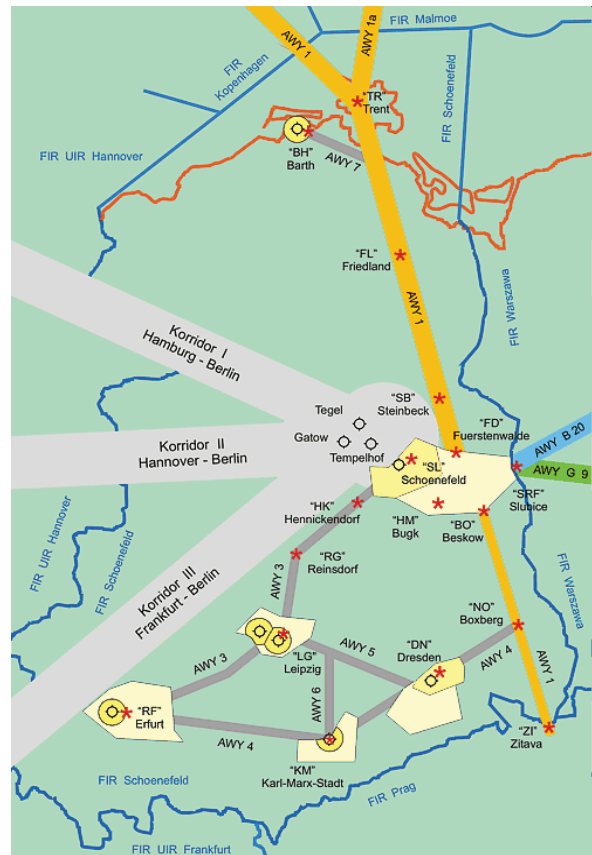 FIR Malmoe
AWY 1
AWY 1a
FIR
Kopenhagen
"TR"
Trent
FIR Schoenefeld
FIR UIR Hannover
"BH"
Barth
AWY 7
"FL"
Friedland
AWY 1
FIR Warszawa
Korridor I
Hamburg - Berlin
"SB"
Steinbeck
Tegel
"FD"
Fuerstenwalde
Gatow
Tempelhof
Korridor II
Hannover - Berlin
AWY B 20
AWY G 9
"SL"
Schoenefeld
"SRF"
Slubice
"HK"
Hennickendorf
"HM"
Bugk
"BO"
Beskow
FIR UIR Hannover
FIR Schoenefeld
Korridor III
Frankfurt - Berlin
"RG"
Reinsdorf
AWY 3
FIR Warszawa
"NO"
Boxberg
AWY 3
"LG"
Leipzig
AWY 5
"DN"
Dresden
AWY 4
AWY 1
AWY 6
"RF"
Erfurt
AWY 4
"ZI"
Zitava
"KM"
Karl-Marx-Stadt
FIR Schoenefeld
FIR Prag
FIR UIR Frankfurt